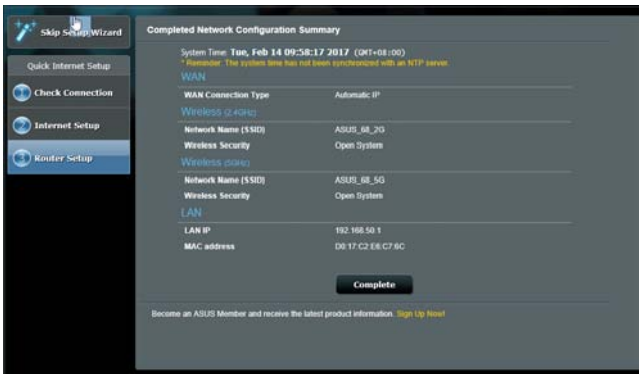 Skip Setup Wizard
Quick Internet Setup
1 Check Connection
2 Internet Setup
3 Router Setup
Completed Network Configuration Summary
System Time: Tue, Feb 14 09:58:17 2017 (GMT+08:00)
* Reminder: The system time has not been synchronized with an NTP server.
WAN
WAN Connection Type Automatic IP
Wireless (2.4GHz)
Network Name (SSID) ASUS_68_2G
Wireless Security Open System
Wireless (5GHz)
Network Name (SSID) ASUS_68_5G
Wireless Security Open System
LAN
LAN IP 192.168.50.1
MAC address D0:17:C2:E6:C7:6C
Complete
Become an ASUS Member and receive the latest product information. Sign Up Now!